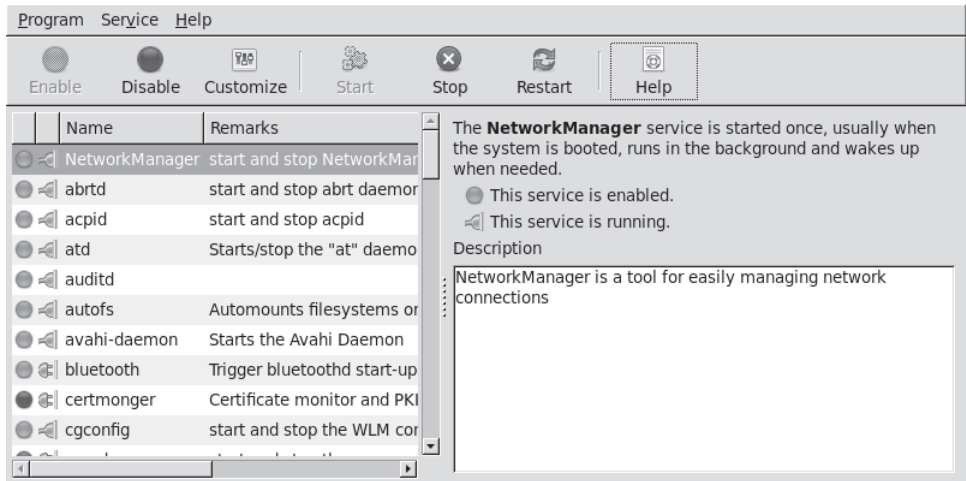 Program Service Help
Enable Disable Customize Start Stop Restart Help
Name Remarks
NetworkManager start and stop NetworkMar
abrtd start and stop abrt daemor
acpid start and stop acpid
atd Starts/stop the "at" daemo
auditd
autofs Automounts filesystems or
avahi-daemon Starts the Avahi Daemon
bluetooth Trigger bluetoothd start-up
certmonger Certificate monitor and PKI
cgconfig start and stop the WLM cor
The NetworkManager service is started once, usually when
the system is booted, runs in the background and wakes up
when needed.
This service is enabled.
This service is running.
Description
NetworkManager is a tool for easily managing network
connections